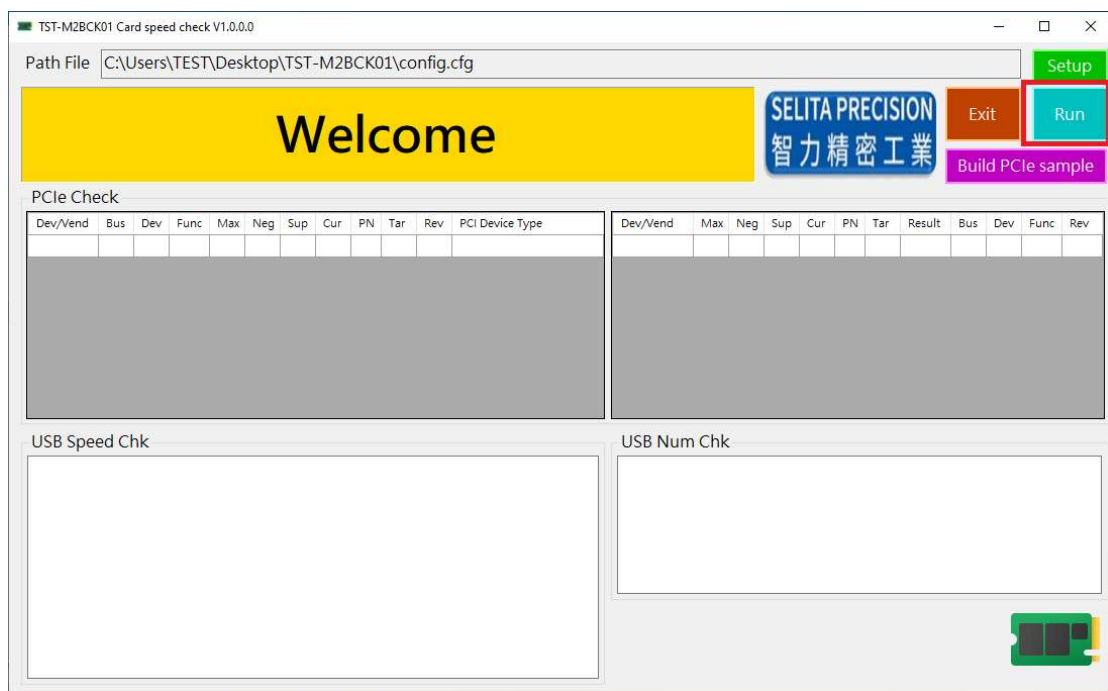 TST-M2BCK01 Card speed check V1.0.0.0
Path File C:\Users\TEST\Desktop\TST-M2BCK01\config.cfg Setup
Welcome
SELITA PRECISION
智力精密工業
Exit Run
Build PCIe sample
PCIe Check
Dev/Vend Bus Dev Func Max Neg Sup Cur PN Tar Rev PCI Device Type
Dev/Vend Max Neg Sup Cur PN Tar Result Bus Dev Func Rev
USB Speed Chk
USB Num Chk